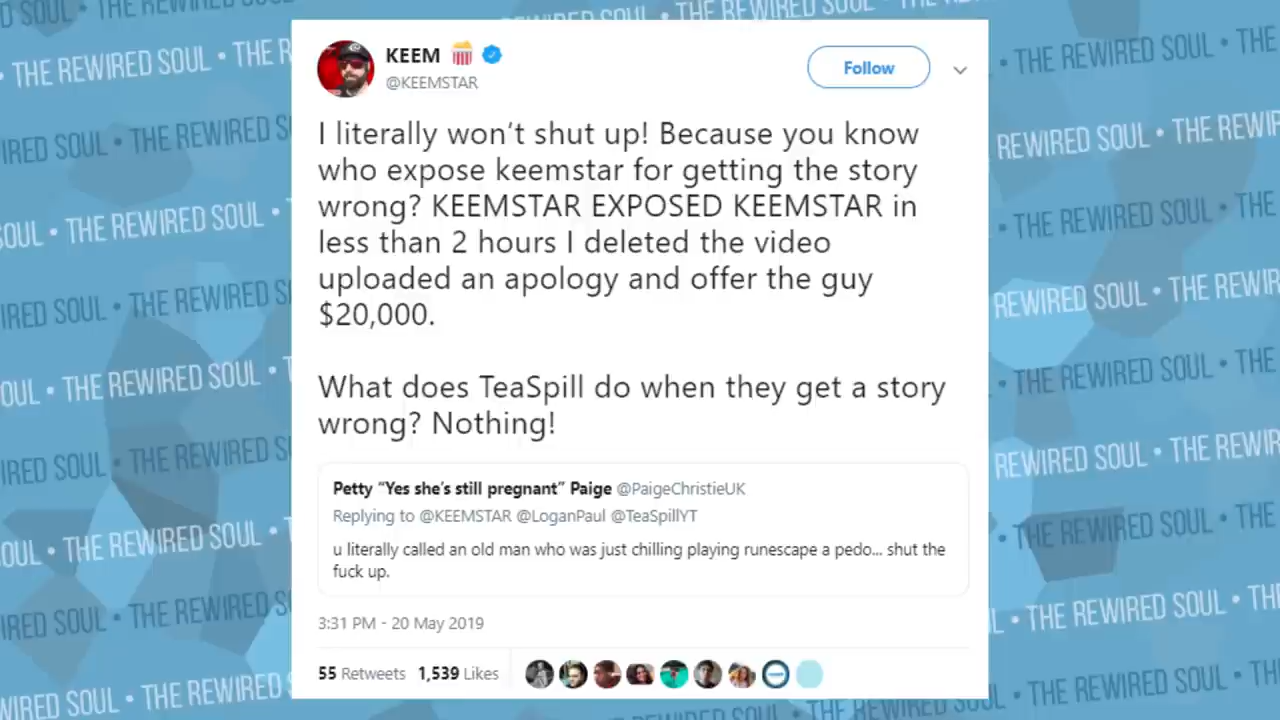 KEEM 🍿
@KEEMSTAR
Follow
I literally won't shut up! Because you know
who expose keemstar for getting the story
wrong? KEEMSTAR EXPOSED KEEMSTAR in
less than 2 hours I deleted the video
uploaded an apology and offer the guy
$20,000.
What does TeaSpill do when they get a story
wrong? Nothing!
Petty "Yes she's still pregnant" Paige @PaigeChristieUK
Replying to @KEEMSTAR @LoganPaul @TeaSpillYT
u literally called an old man who was just chilling playing runescape a pedo... shut the
fuck up.
3:31 PM - 20 May 2019
55 Retweets 1,539 Likes
THE REWIRED SOUL • THE REWIRED SOUL